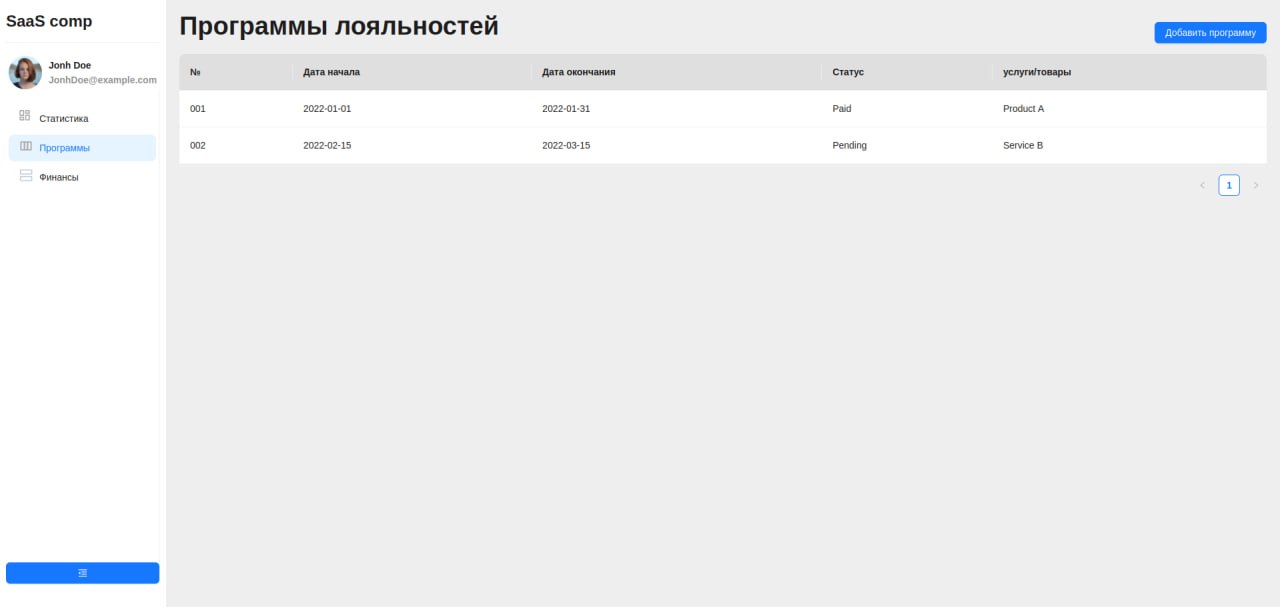 SaaS comp
Jonh Doe
JonhDoe@example.com
Статистика
Программы
Финансы
Программы лояльностей
Добавить программу
№ Дата начала Дата окончания Статус услуги/товары
001 2022-01-01 2022-01-31 Paid Product A
002 2022-02-15 2022-03-15 Pending Service B
1